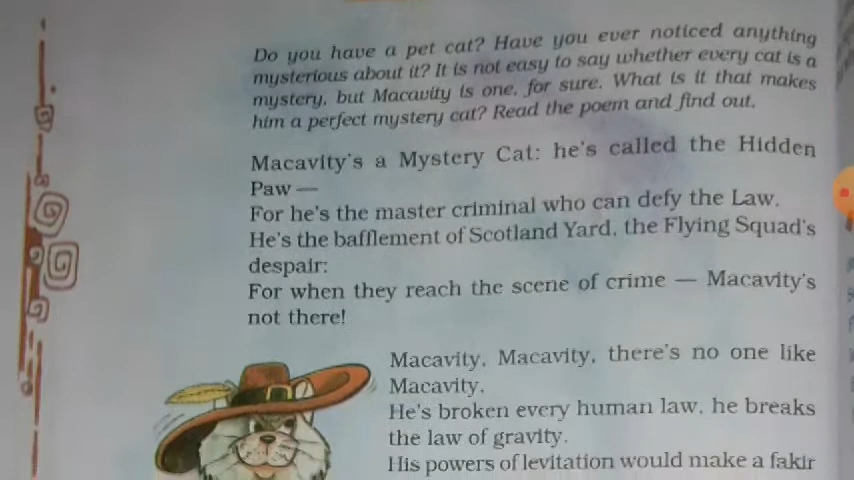 Do you have a pet cat? Have you ever noticed anything
mysterious about it? It is not easy to say whether every cat is a
mystery, but Macavity is one, for sure. What is it that makes
him a perfect mystery cat? Read the poem and find out.
Macavity's a Mystery Cat: he's called the Hidden
Paw —
For he's the master criminal who can defy the Law.
He's the bafflement of Scotland Yard, the Flying Squad's
despair:
For when they reach the scene of crime — Macavity's
not there!
Macavity, Macavity, there's no one like
Macavity,
He's broken every human law, he breaks
the law of gravity.
His powers of levitation would make a fakir